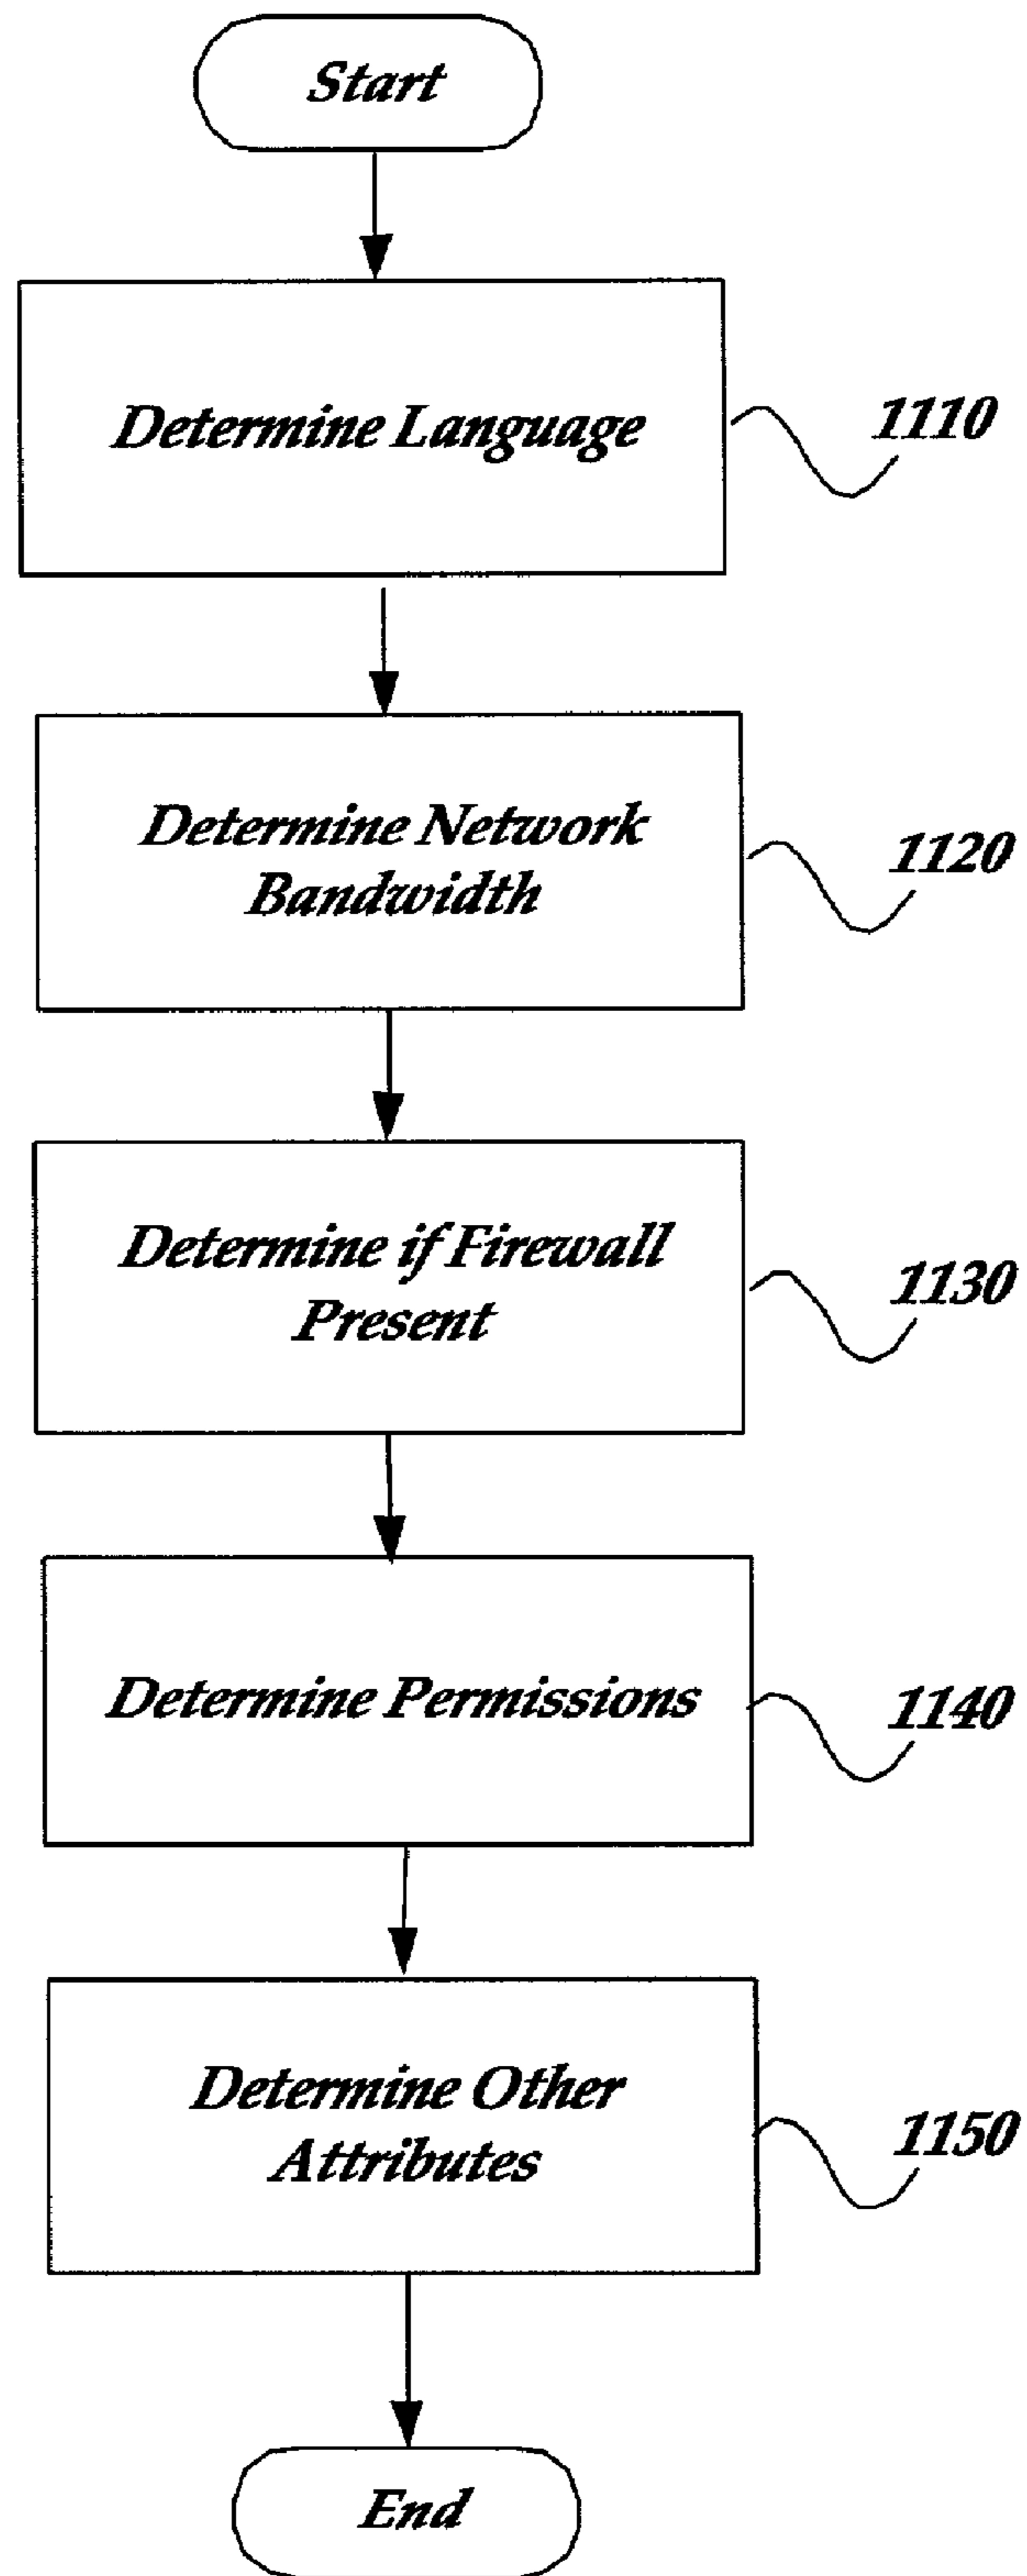 Start
Determine Language
1110
Determine Network
Bandwidth
1120
Determine if Firewall
Present
1130
Determine Permissions
1140
Determine Other
Attributes
1150
End